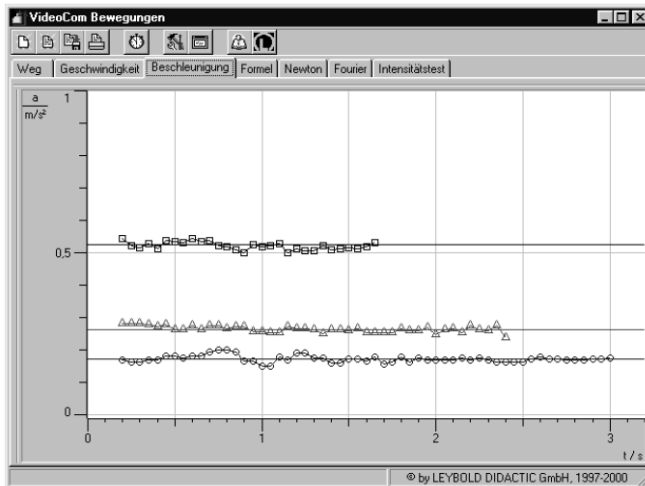 VideoCom Bewegungen
Weg Geschwindigkeit Beschleunigung Formel Newton Fourier Intensitätstest
a
m/s²
1
0,5
0
0 1 2 3
t / s
© by LEYBOLD DIDACTIC GmbH, 1997-2000